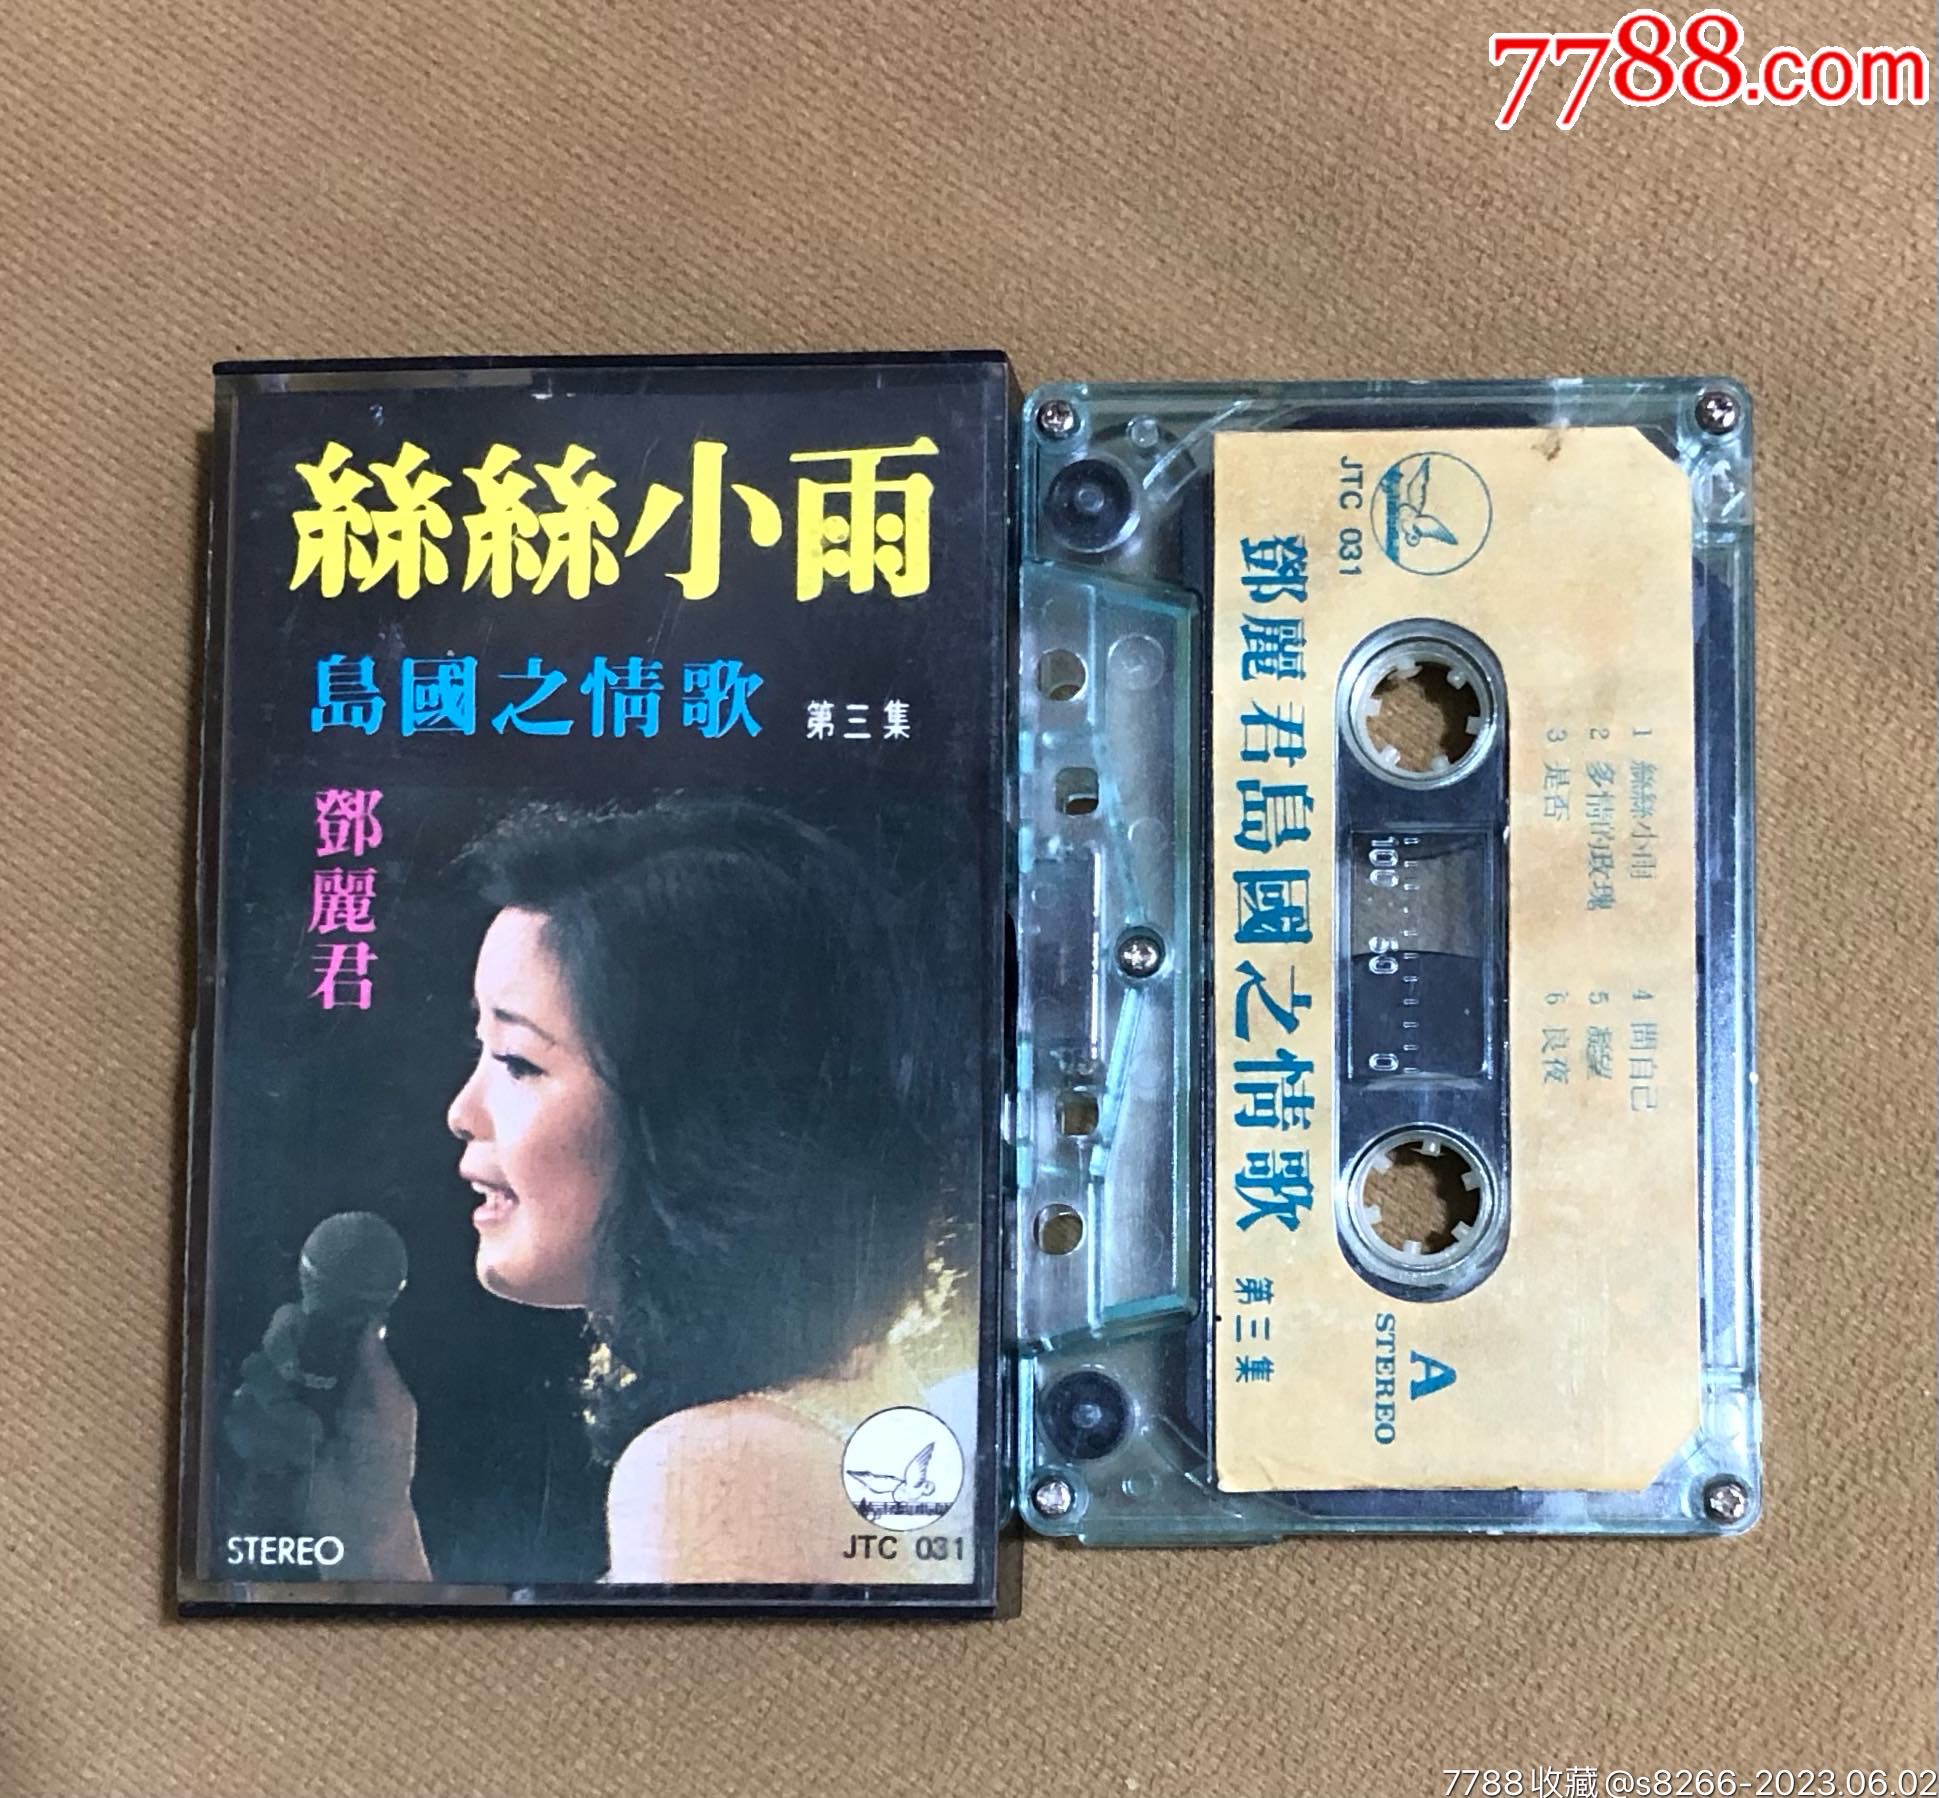 7788.com
絲絲小雨
島國之情歌 第三集
鄧麗君
STEREO
JTC 031
JTC 031
鄧麗君島國之情歌 第三集
1 絲絲小雨
2 多情的玫瑰
3 是否
4 問自己
6 良夜
100 50 0
A
STEREO
7788收藏@s8266-2023.06.02